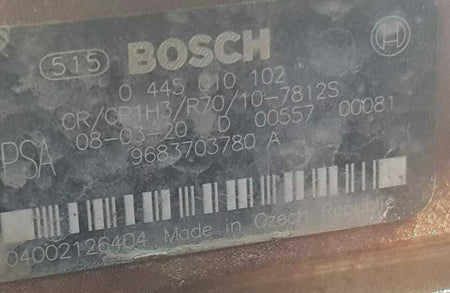 515 BOSCH
0 445 010 102
CR/CP1H3/R70/10-7812S
PSA 08-03-20 D 00557 00081
9683703780 A
04002126404 Made in Czech Republic